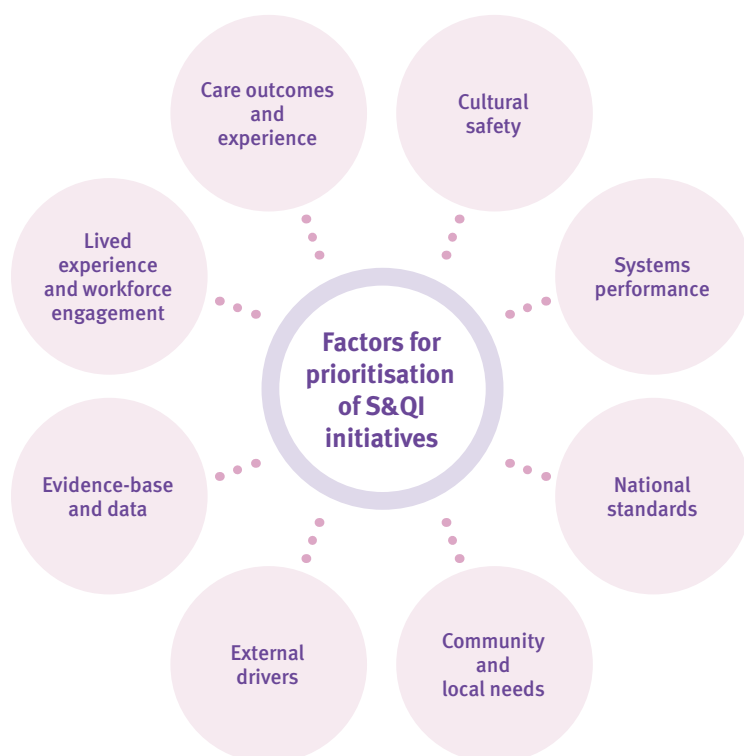 Care outcomes
and
experience
Cultural
safety
Lived
experience
and workforce
engagement
Systems
performance
Factors for
prioritisation
of S&QI
initiatives
Evidence-base
and data
National
standards
External
drivers
Community
and
local needs